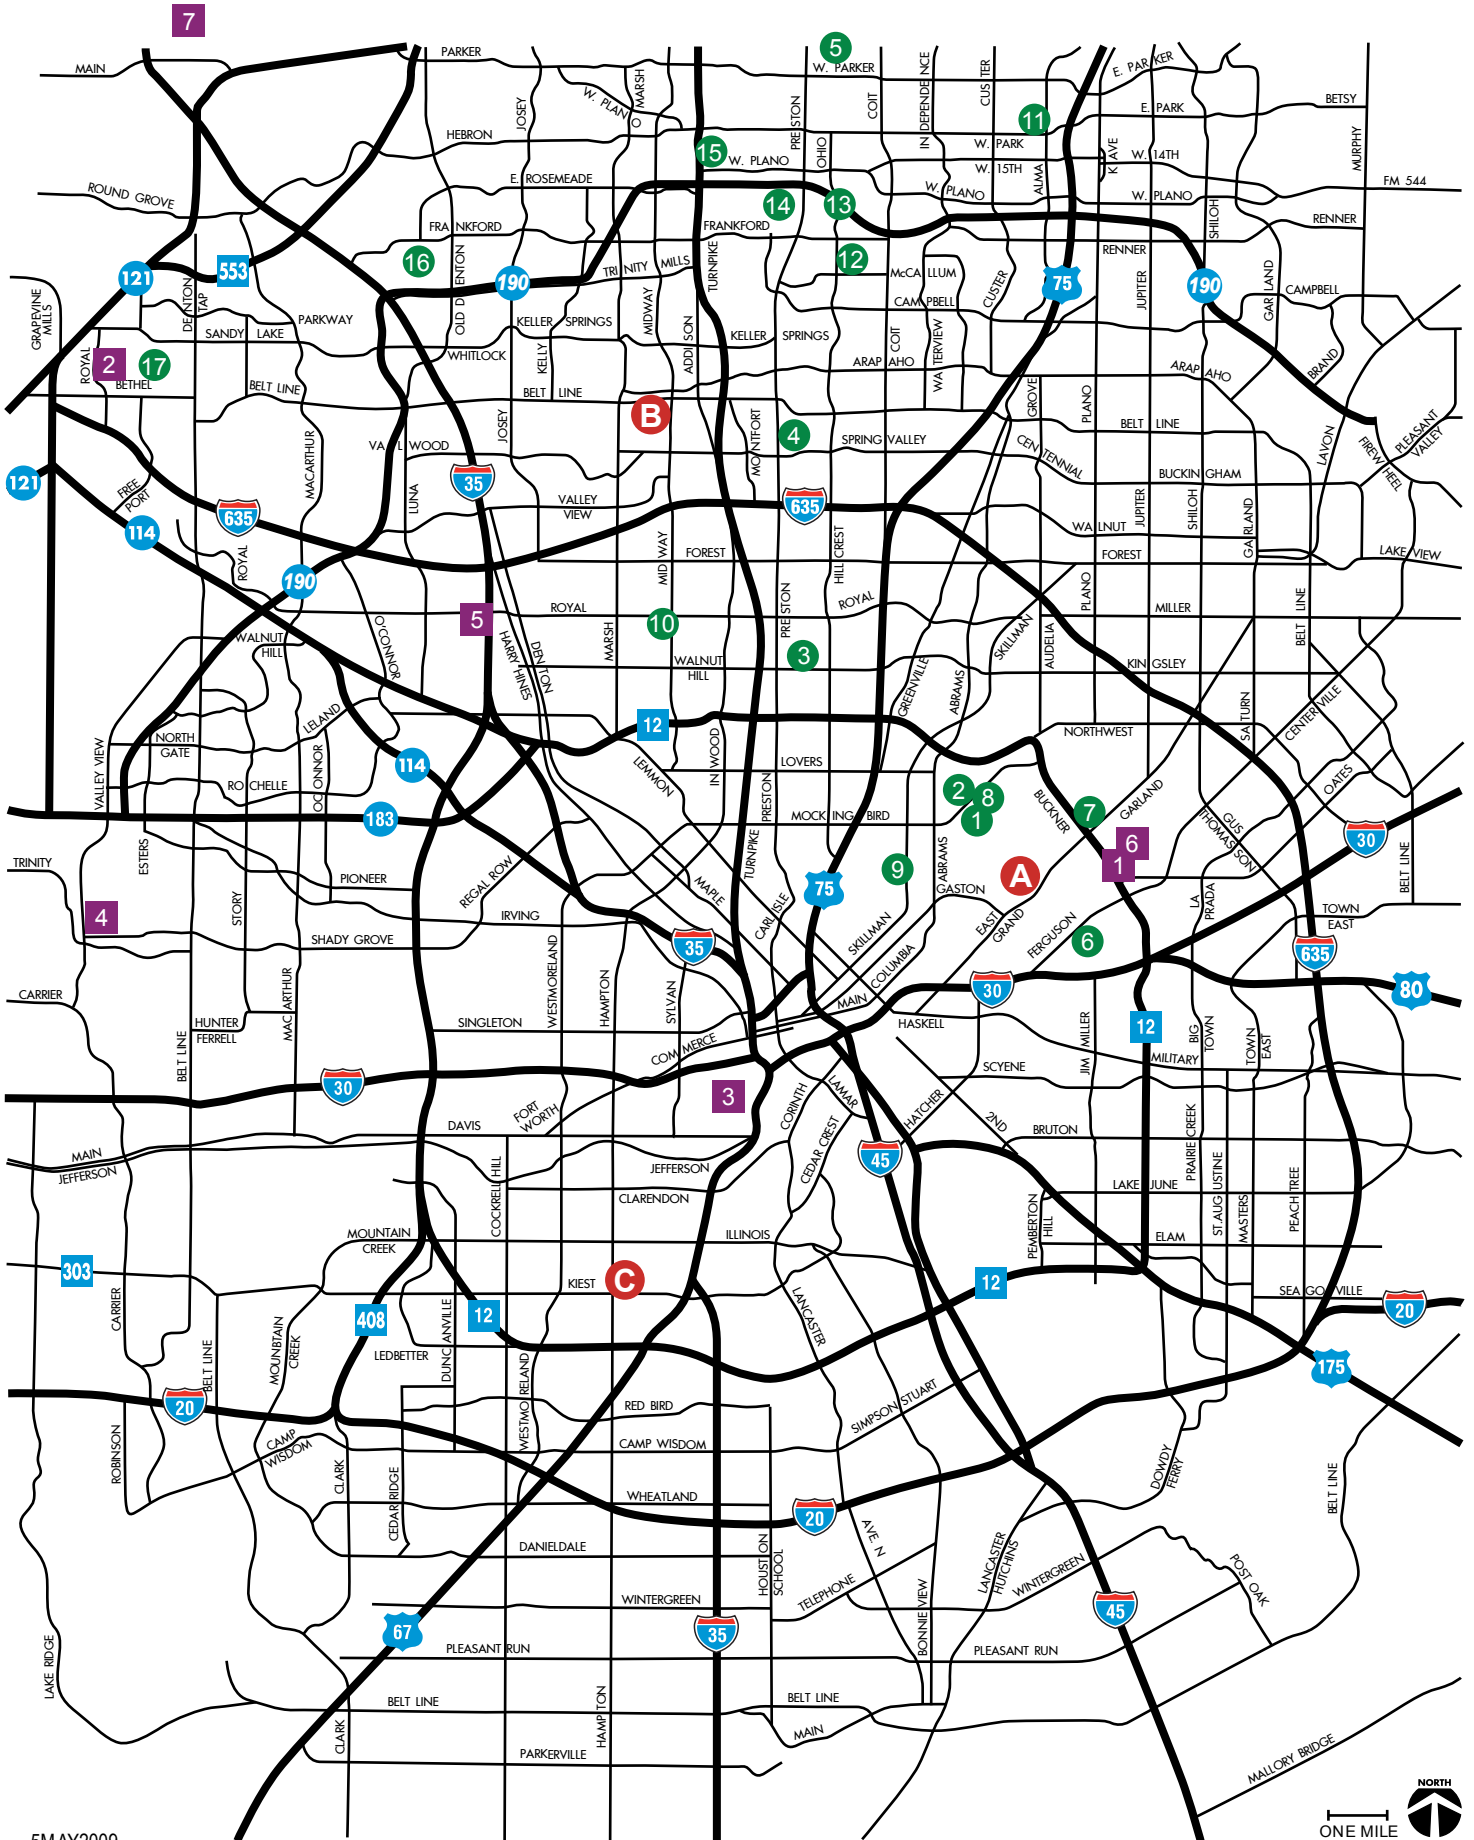 7
5
PARKER
MAIN
W. PARKER
E. PARKER
MARSH
W. PLANO
JOSEY
PRESTON
COIT
INDEPENDENCE
CUSTER
E. PARK
BETSY
11
HEBRON
15
W. PLANO
OHIO
W. PARK
W. 15TH
ALMA
K AVE
W. 14TH
MURPHY
ROUND GROVE
E. ROSEMEADE
14
13
W. PLANO
W. PLANO
FM 544
FRANKFORD
FRANKFORD
SHILOH
RENNER
RENNER
16
OLD DENTON
TRINITY MILLS
TURNPIKE
12
McCALLUM
CUSTER
75
JUPITER
190
GARLAND
CAMPBELL
121
553
190
GRAPEVINE
MILLS
DENTON
TAP
PARKWAY
SANDY LAKE
KELLER SPRINGS
MIDWAY
ADDISON
KELLER SPRINGS
CAMPBELL
COIT
WATERVIEW
ARAPAHO
ARAPAHO
BRAND
WHITLOCK
KELLY
ROYAL
2
17
BETHEL
BELT LINE
BELT LINE
GROVE
PLANO
BELT LINE
B
JOSEY
MONTFORT
4
SPRING VALLEY
CENTENNIAL
LAVON
FIREWHEEL
PLEASANT
VALLEY
VALLWOOD
MACARTHUR
BUCKINGHAM
121
FREE
PORT
635
LUNA
35
VALLEY
VIEW
635
JUPITER
SHILOH
GARLAND
WALNUT
114
ROYAL
MIDWAY
FOREST
HILLCREST
FOREST
LAKE VIEW
190
PLANO
BELT LINE
5
ROYAL
10
PRESTON
ROYAL
MILLER
WALNUT
HILL
O'CONNOR
HARRY HINES
DENTON
MARSH
WALNUT
HILL
3
SKILLMAN
AUDELIA
KINGSLEY
GREENVILLE
ABRAMS
SATURN
CENTERVILLE
LELAND
12
INWOOD
NORTHWEST
NORTH
GATE
VALLEY VIEW
114
LEMMON
LOVERS
OATES
ROCHELLE
OCONNOR
PRESTON
2
8
1
BUCKNER
7
GARLAND
183
MOCKINGBIRD
GUS
THOMASSON
30
6
1
ESTERS
TRINITY
TURNPIKE
ABRAMS
BELT LINE
PIONEER
REGAL ROW
MAPLE
75
9
A
GASTON
LA
PRADA
4
STORY
IRVING
CARLISLE
EAST
GRAND
TOWN
EAST
SHADY GROVE
35
SKILLMAN
FERGUSON
6
635
WESTMORELAND
HAMPTON
COLUMBIA
30
80
CARRIER
MACARTHUR
SYLVAN
MAIN
HUNTER
FERRELL
SINGLETON
HASKELL
12
BIG
TOWN
TOWN
EAST
BELT LINE
COMMERCE
JIM MILLER
MILITARY
SCYENE
30
3
CORINTH
LAMAR
HATCHER
FORT
WORTH
DAVIS
CEDAR CREST
2ND
BRUTON
PRAIRIE CREEK
MAIN
JEFFERSON
COCKRELL HILL
JEFFERSON
45
CLARENDON
LAKE JUNE
ST.AUGUSTINE
MASTERS
PEACHTREE
PEMBERTON
HILL
MOUNTAIN
CREEK
ILLINOIS
ELAM
303
KIEST
C
12
SEAGOVILLE
CARRIER
LANCASTER
20
408
12
MOUNTAIN
CREEK
BELT LINE
LEDBETTER
DUNCANVILLE
WESTMORELAND
175
20
RED BIRD
SIMPSON STUART
CAMP
WISDOM
CAMP WISDOM
ROBINSON
CLARK
CEDAR RIDGE
DOWDY
FERRY
BELT LINE
WHEATLAND
20
AVE N
DANIELDALE
HOUSTON
SCHOOL
LANCASTER
HUTCHINS
WINTERGREEN
POST OAK
TELEPHONE
WINTERGREEN
BONNIE VIEW
45
67
35
PLEASANT RUN
PLEASANT RUN
LAKE RIDGE
BELT LINE
HAMPTON
BELT LINE
MAIN
CLARK
PARKERVILLE
MALLORY BRIDGE
NORTH
ONE MILE
5MAY2009